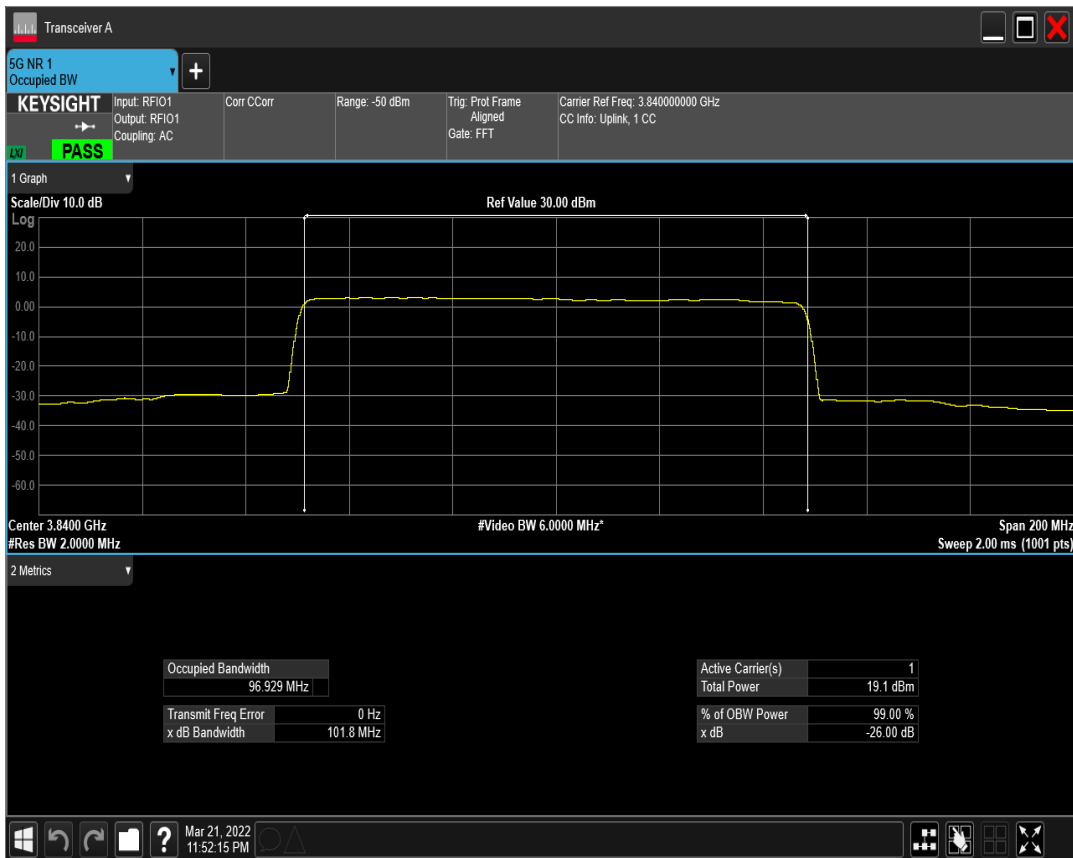 Transceiver A
5G NR 1
Occupied BW
KEYSIGHT
LXI
PASS
Input: RFIO1
Output: RFIO1
Coupling: AC
Corr CCorr
Range: -50 dBm
Trig: Prot Frame
Aligned
Gate: FFT
Carrier Ref Freq: 3.840000000 GHz
CC Info: Uplink, 1 CC
1 Graph
Scale/Div 10.0 dB
Ref Value 30.00 dBm
Log
20.0
10.0
0.00
-10.0
-20.0
-30.0
-40.0
-50.0
-60.0
Center 3.8400 GHz
#Video BW 6.0000 MHz*
Span 200 MHz
#Res BW 2.0000 MHz
Sweep 2.00 ms (1001 pts)
2 Metrics
Occupied Bandwidth
96.929 MHz
Transmit Freq Error 0 Hz
x dB Bandwidth 101.8 MHz
Active Carrier(s) 1
Total Power 19.1 dBm
% of OBW Power 99.00 %
x dB -26.00 dB
?
Mar 21, 2022
11:52:15 PM